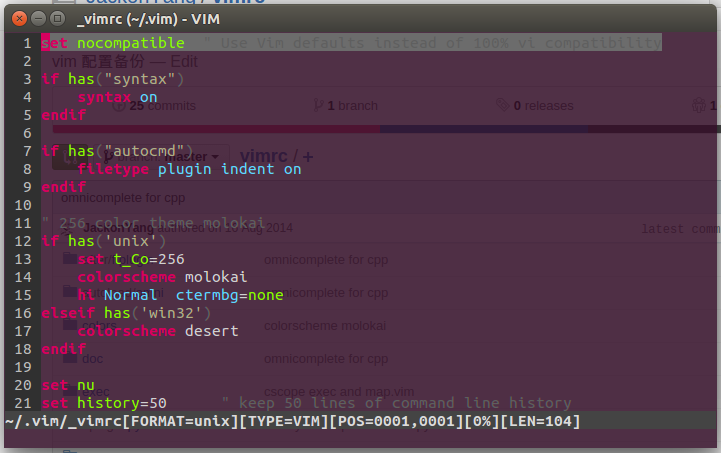 JackonYang / vimrc
_vimrc (~/.vim) - VIM
1 set nocompatible " Use Vim defaults instead of 100% vi compatibility
2
vim 配置备份 — Edit
3 if has("syntax")
4 syntax on
25 commits 1 branch 0 releases 1
5 endif
6
7 if has("autocmd")
branch: master vimrc / +
8 filetype plugin indent on
9 endif
10
omnicomplete for cpp
11 " 256 color theme molokai
JackonYang authored on 10 Aug 2014 latest comm
12 if has('unix')
13 set t_Co=256
omnicomplete for cpp
14 colorscheme molokai
15 hi Normal ctermbg=none
omnicomplete for cpp
16 elseif has('win32')
colors colorscheme molokai
17 colorscheme desert
18 endif
doc omnicomplete for cpp
19
20 set nu
exec cscope exec and map.vim
21 set history=50 " keep 50 lines of command line history
~/.vim/_vimrc[FORMAT=unix][TYPE=VIM][POS=0001,0001][0%][LEN=104]